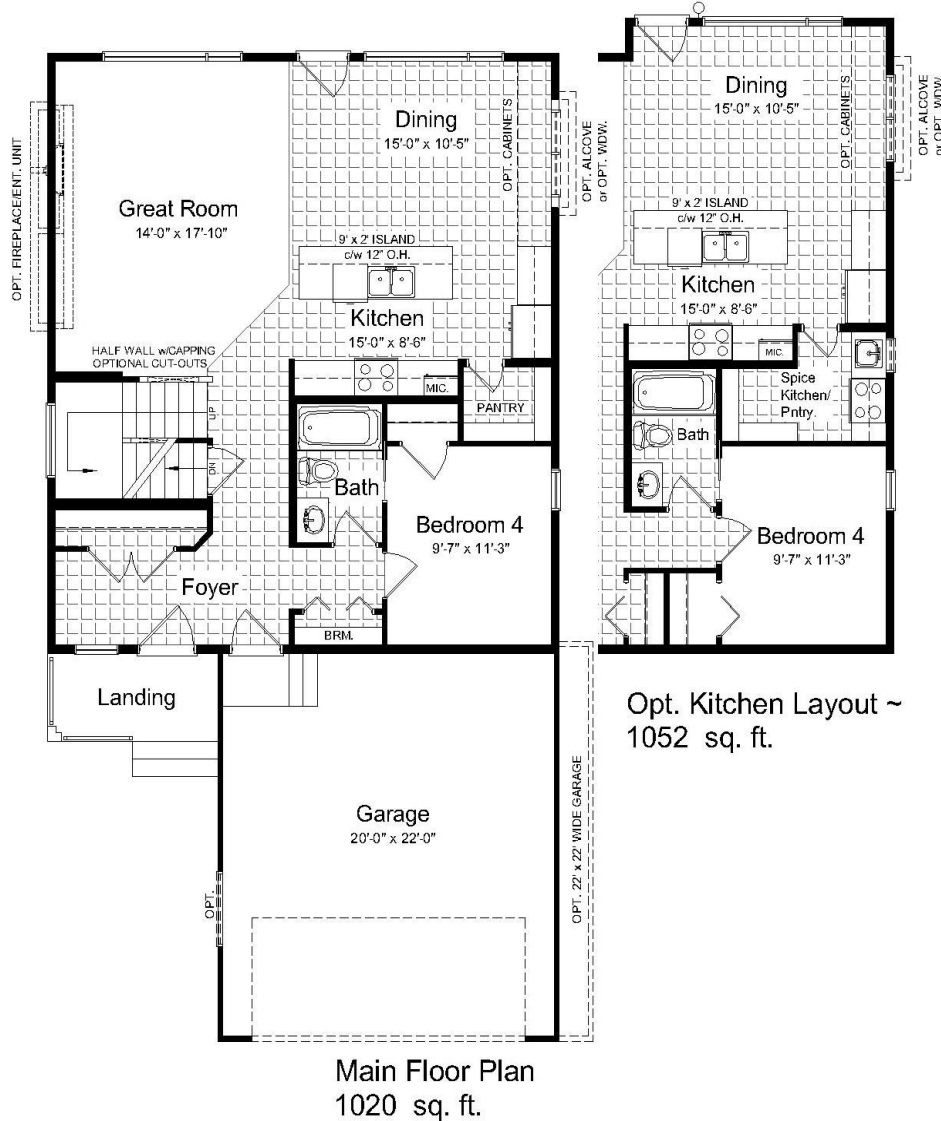 OPT. FIREPLACE/ENT. UNIT
Great Room
14'-0" x 17'-10"
HALF WALL w/CAPPING
OPTIONAL CUT-OUTS
UP
DN
Dining
15'-0" x 10'-5"
OPT. CABINETS
OPT. ALCOVE
or OPT. WDW.
9' x 2' ISLAND
c/w 12" O.H.
Kitchen
15'-0" x 8'-6"
MIC.
PANTRY
Bath
Bedroom 4
9'-7" x 11'-3"
Foyer
BRM.
Landing
Garage
20'-0" x 22'-0"
OPT.
OPT. 22' x 22' WIDE GARAGE
Main Floor Plan
1020 sq. ft.
Dining
15'-0" x 10'-5"
OPT. CABINETS
OPT. ALCOVE
or OPT. WDW.
9' x 2' ISLAND
c/w 12" O.H.
Kitchen
15'-0" x 8'-6"
MIC.
Spice
Kitchen/
Pntry.
Bath
Bedroom 4
9'-7" x 11'-3"
Opt. Kitchen Layout ~
1052 sq. ft.